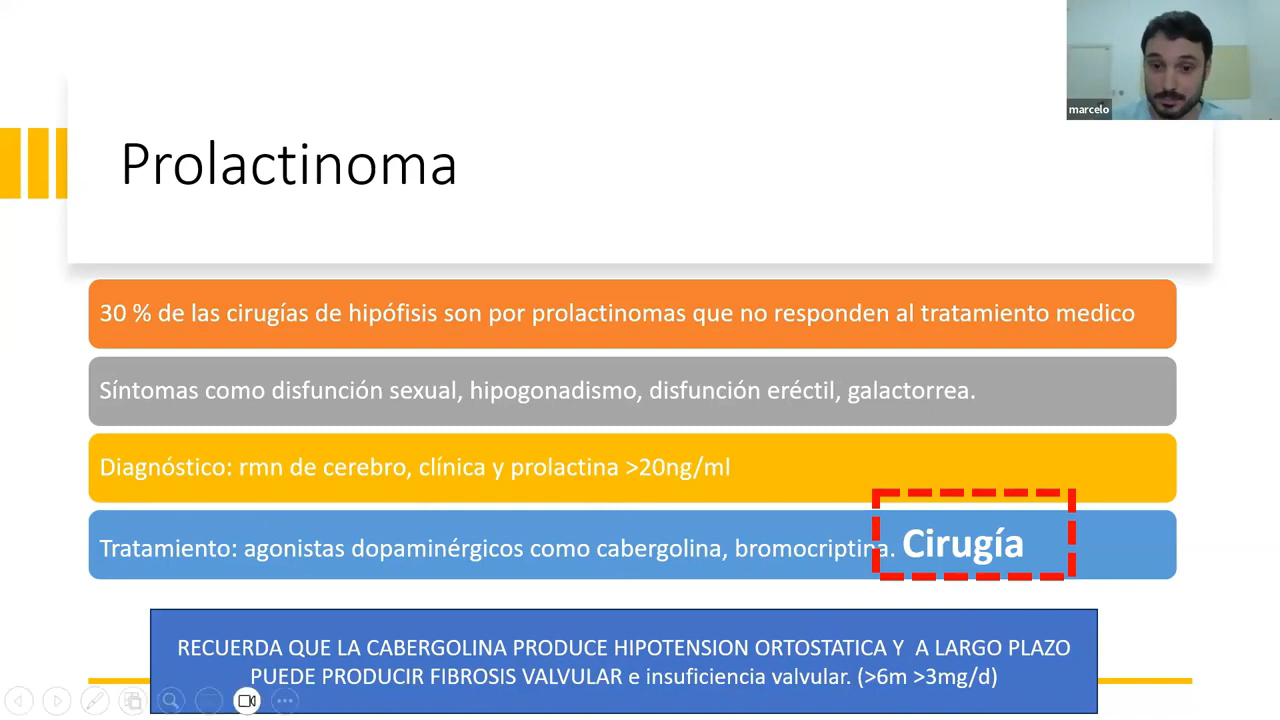 marcelo
Prolactinoma
30 % de las cirugías de hipófisis son por prolactinomas que no responden al tratamiento medico
Síntomas como disfunción sexual, hipogonadismo, disfunción eréctil, galactorrea.
Diagnóstico: rmn de cerebro, clínica y prolactina >20ng/ml
Tratamiento: agonistas dopaminérgicos como cabergolina, bromocriptina. Cirugía
RECUERDA QUE LA CABERGOLINA PRODUCE HIPOTENSION ORTOSTATICA Y A LARGO PLAZO
PUEDE PRODUCIR FIBROSIS VALVULAR e insuficiencia valvular. (>6m >3mg/d)